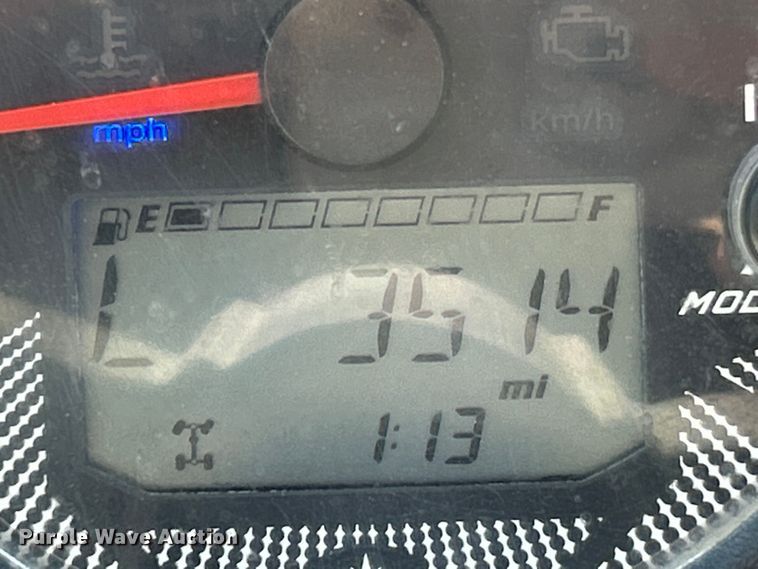 mph
km/h
E F
L 3514
mi
1:13
MOD
Purple Wave Auction